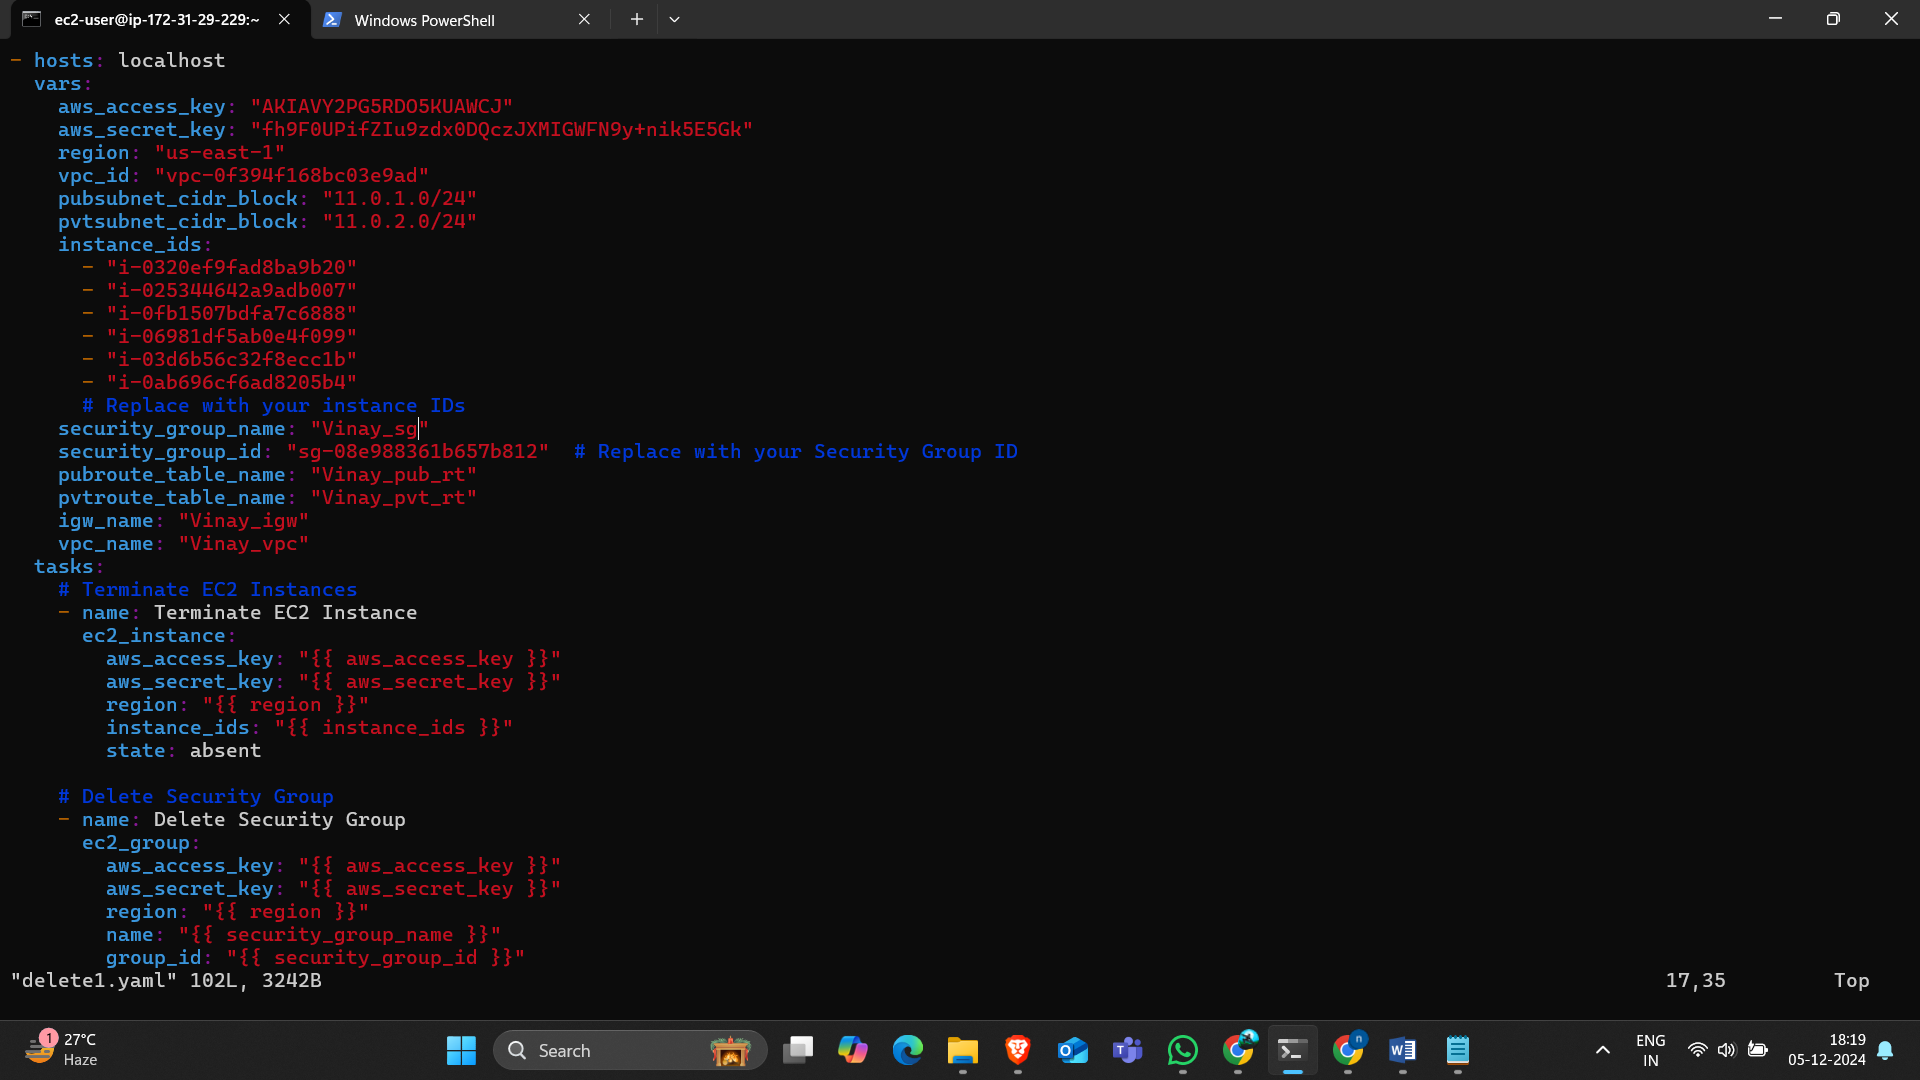 ec2-user@ip-172-31-29-229:~ Windows PowerShell
- hosts: localhost
vars:
aws_access_key: "AKIAVY2PG5RDO5KUAWCJ"
aws_secret_key: "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"
region: "us-east-1"
vpc_id: "vpc-0f394f168bc03e9ad"
pubsubnet_cidr_block: "11.0.1.0/24"
pvtsubnet_cidr_block: "11.0.2.0/24"
instance_ids:
- "i-0320ef9fad8ba9b20"
- "i-025344642a9adb007"
- "i-0fb1507bdfa7c6888"
- "i-06981df5ab0e4f099"
- "i-03d6b56c32f8ecc1b"
- "i-0ab696cf6ad8205b4"
# Replace with your instance IDs
security_group_name: "Vinay_sg"
security_group_id: "sg-08e988361b657b812"  # Replace with your Security Group ID
pubroute_table_name: "Vinay_pub_rt"
pvtroute_table_name: "Vinay_pvt_rt"
igw_name: "Vinay_igw"
vpc_name: "Vinay_vpc"
tasks:
# Terminate EC2 Instances
- name: Terminate EC2 Instance
ec2_instance:
aws_access_key: "{{ aws_access_key }}"
aws_secret_key: "{{ aws_secret_key }}"
region: "{{ region }}"
instance_ids: "{{ instance_ids }}"
state: absent
# Delete Security Group
- name: Delete Security Group
ec2_group:
aws_access_key: "{{ aws_access_key }}"
aws_secret_key: "{{ aws_secret_key }}"
region: "{{ region }}"
name: "{{ security_group_name }}"
group_id: "{{ security_group_id }}"
"delete1.yaml" 102L, 3242B 17,35 Top
1
27°C
Haze
Search
n
ENG
IN
18:19
05-12-2024